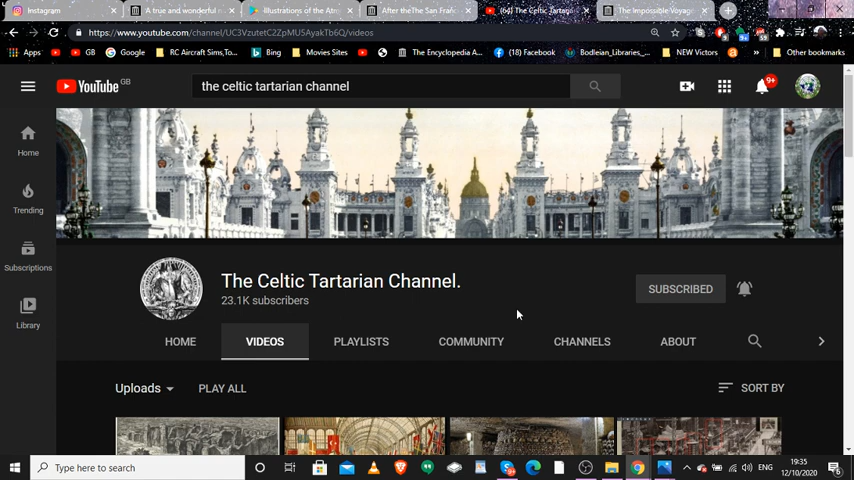 Instagram
A true and wonderful n
Illustrations of the Atm
After theThe San Franc
(64) The Celtic Tartaria
The Impossible Voyage
https://www.youtube.com/channel/UC3VzutetC2ZpMU5AyakTb6Q/videos
Apps YouTube GB Google RC Aircraft Sims,To... Bing Movies Sites The Encyclopedia A... (18) Facebook Bodleian_Libraries_... NEW Victors » Other bookmarks
YouTube GB
the celtic tartarian channel
9+
Home
Trending
Subscriptions
Library
The Celtic Tartarian Channel.
23.1K subscribers
SUBSCRIBED
HOME VIDEOS PLAYLISTS COMMUNITY CHANNELS ABOUT
Uploads PLAY ALL SORT BY
Type here to search
ENG
19:35
12/10/2020